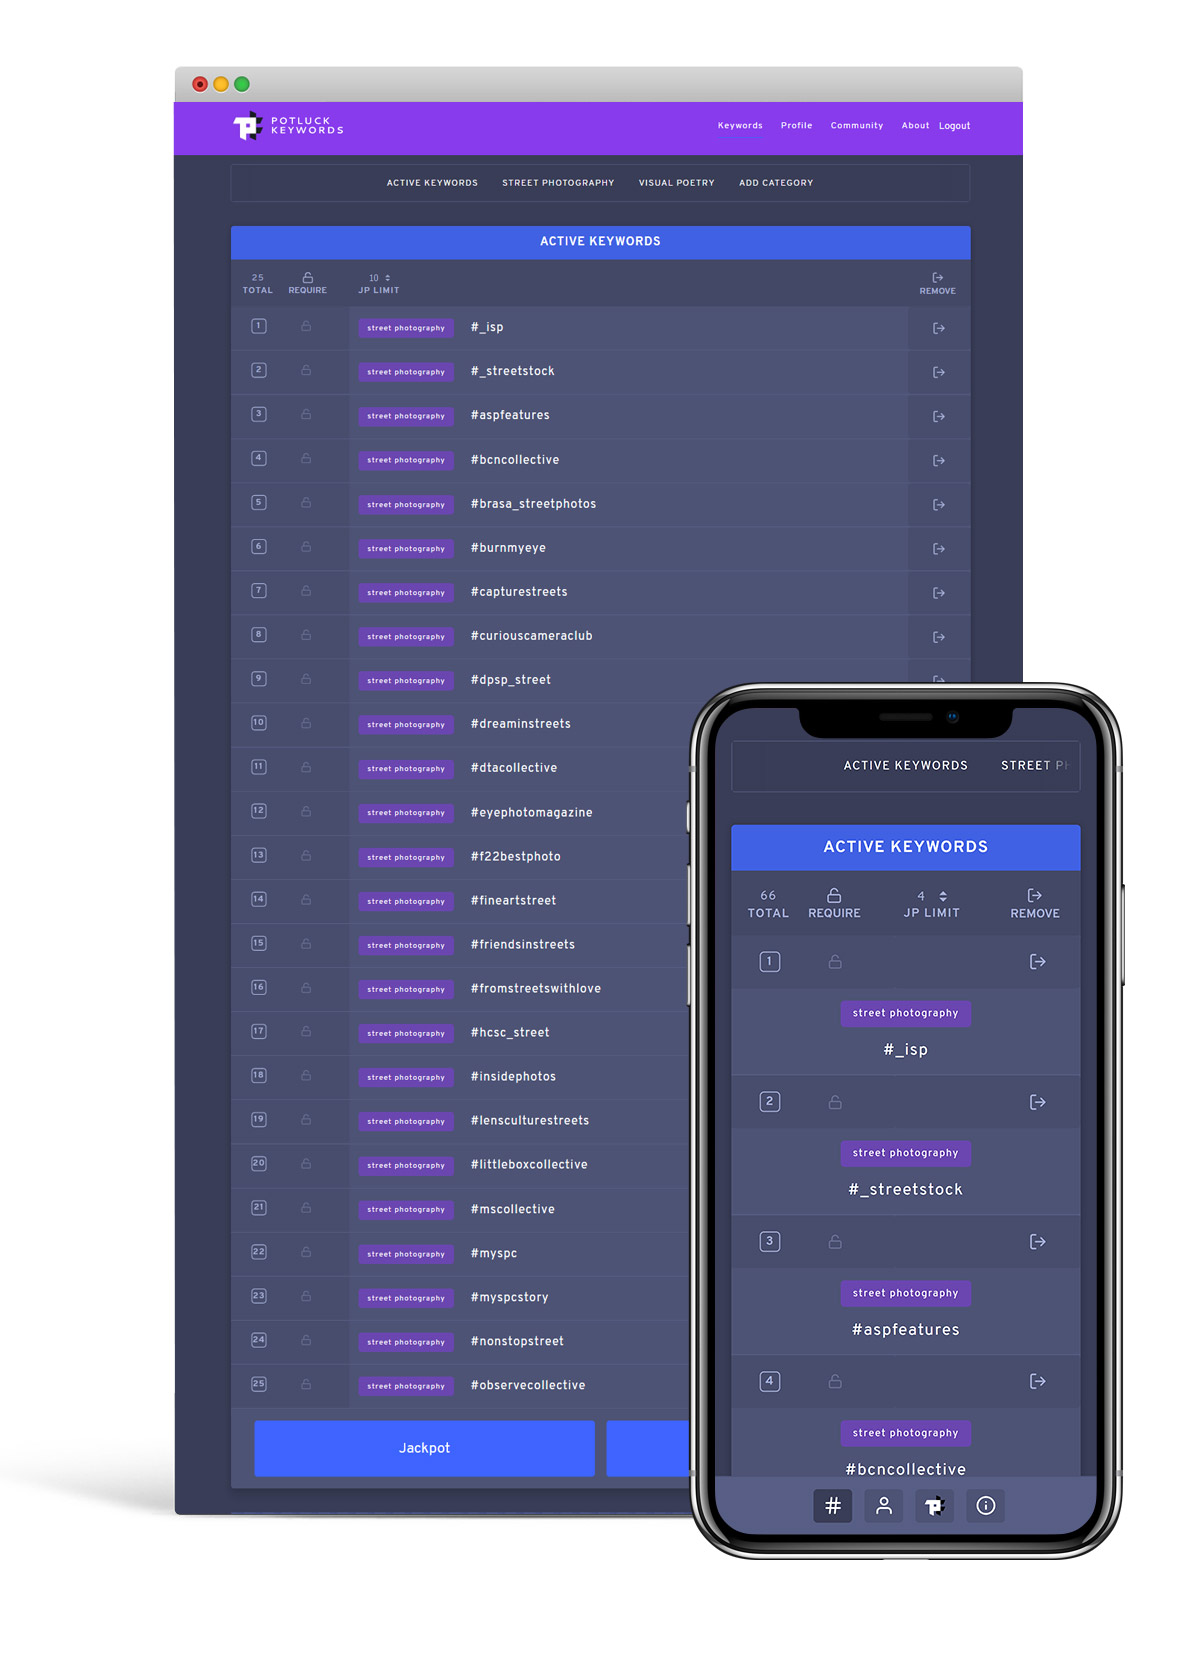 POTLUCK
KEYWORDS
Keywords Profile Community About Logout
ACTIVE KEYWORDS STREET PHOTOGRAPHY VISUAL POETRY ADD CATEGORY
ACTIVE KEYWORDS
25 10
TOTAL REQUIRE JP LIMIT REMOVE
1 street photography #_isp
2 street photography #_streetstock
3 street photography #aspfeatures
4 street photography #bcncollective
5 street photography #brasa_streetphotos
6 street photography #burnmyeye
7 street photography #capturestreets
8 street photography #curiouscameraclub
9 street photography #dpsp_street
10 street photography #dreaminstreets
11 street photography #dtacollective
12 street photography #eyephotomagazine
13 street photography #f22bestphoto
14 street photography #fineartstreet
15 street photography #friendsinstreets
16 street photography #fromstreetswithlove
17 street photography #hcsc_street
18 street photography #insidephotos
19 street photography #lensculturestreets
20 street photography #littleboxcollective
21 street photography #mscollective
22 street photography #myspc
23 street photography #myspcstory
24 street photography #nonstopstreet
25 street photography #observecollective
Jackpot
ACTIVE KEYWORDS STREET PH
ACTIVE KEYWORDS
66 4
TOTAL REQUIRE JP LIMIT REMOVE
1
street photography
#_isp
2
street photography
#_streetstock
3
street photography
#aspfeatures
4
street photography
#bcncollective
#